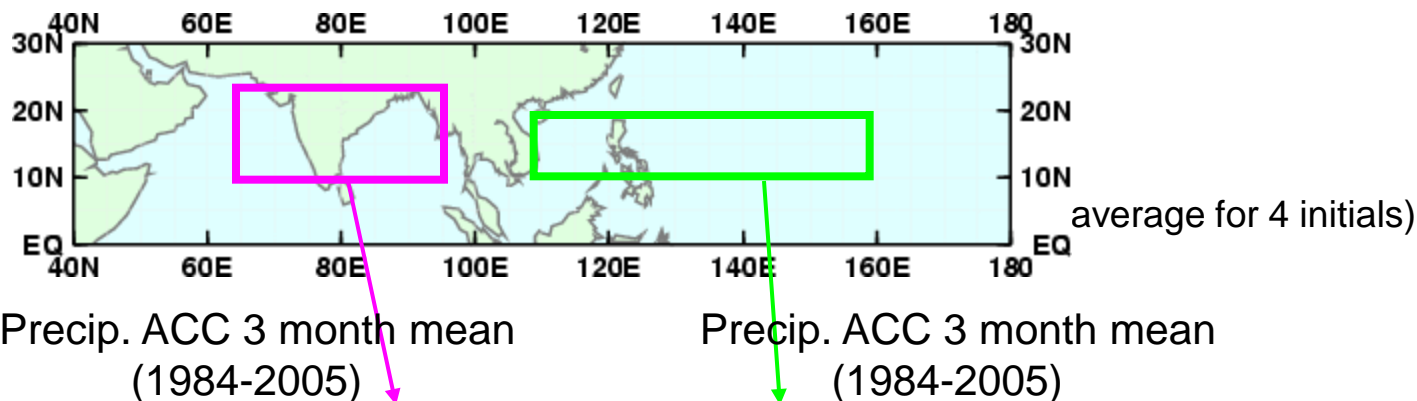 40N 60E 80E 100E 120E 140E 160E 180
30N 30N
20N 20N
10N 10N
average for 4 initials)
EQ EQ
40N 60E 80E 100E 120E 140E 160E 180
Precip. ACC 3 month mean Precip. ACC 3 month mean
(1984-2005) (1984-2005)